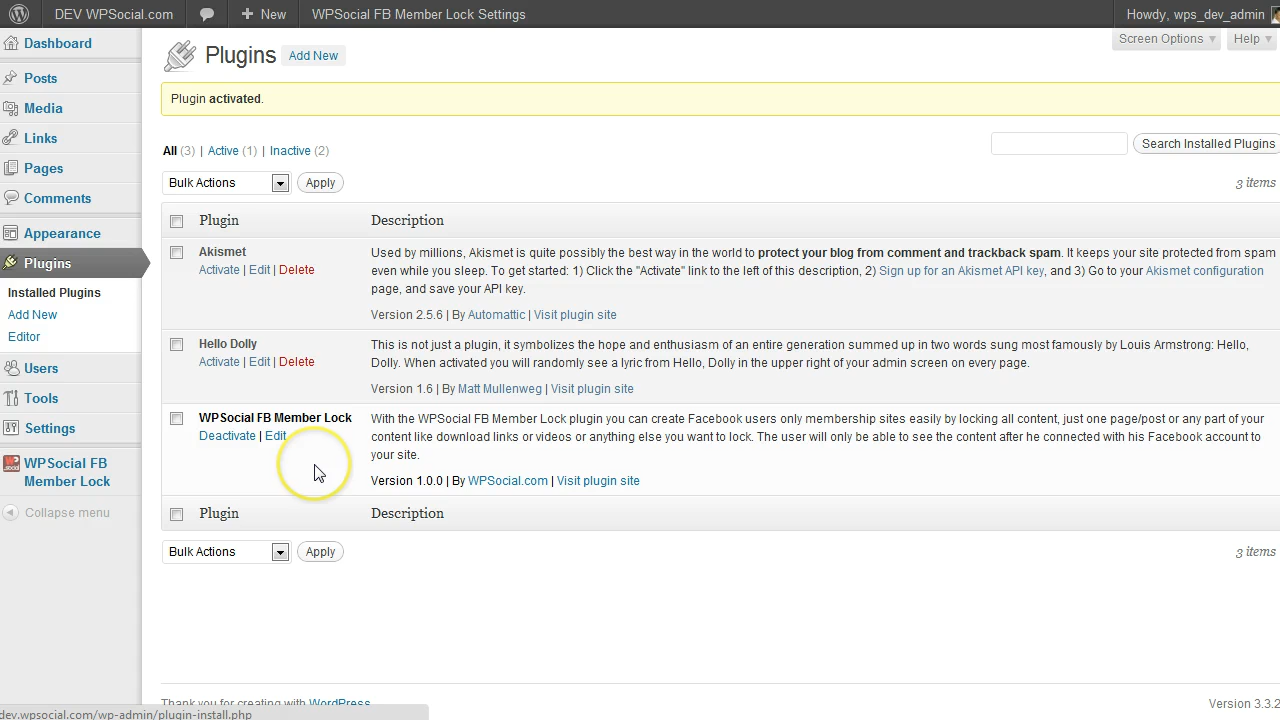 DEV WPSocial.com + New WPSocial FB Member Lock Settings Howdy, wps_dev_admin
Screen Options Help
Dashboard
Posts
Media
Links
Pages
Comments
Appearance
Plugins
Installed Plugins
Add New
Editor
Users
Tools
Settings
WPSocial FB
Member Lock
Collapse menu
Plugins Add New
Plugin activated.
All (3) | Active (1) | Inactive (2)
Search Installed Plugins
Bulk Actions Apply 3 items
Plugin Description
Akismet
Activate | Edit | Delete
Used by millions, Akismet is quite possibly the best way in the world to protect your blog from comment and trackback spam. It keeps your site protected from spam
even while you sleep. To get started: 1) Click the "Activate" link to the left of this description, 2) Sign up for an Akismet API key, and 3) Go to your Akismet configuration
page, and save your API key.
Version 2.5.6 | By Automattic | Visit plugin site
Hello Dolly
Activate | Edit | Delete
This is not just a plugin, it symbolizes the hope and enthusiasm of an entire generation summed up in two words sung most famously by Louis Armstrong: Hello,
Dolly. When activated you will randomly see a lyric from Hello, Dolly in the upper right of your admin screen on every page.
Version 1.6 | By Matt Mullenweg | Visit plugin site
WPSocial FB Member Lock
Deactivate | Edit
With the WPSocial FB Member Lock plugin you can create Facebook users only membership sites easily by locking all content, just one page/post or any part of your
content like download links or videos or anything else you want to lock. The user will only be able to see the content after he connected with his Facebook account to
your site.
Version 1.0.0 | By WPSocial.com | Visit plugin site
Plugin Description
Bulk Actions Apply 3 items
Thank you for creating with WordPress. Version 3.3.2
dev.wpsocial.com/wp-admin/plugin-install.php